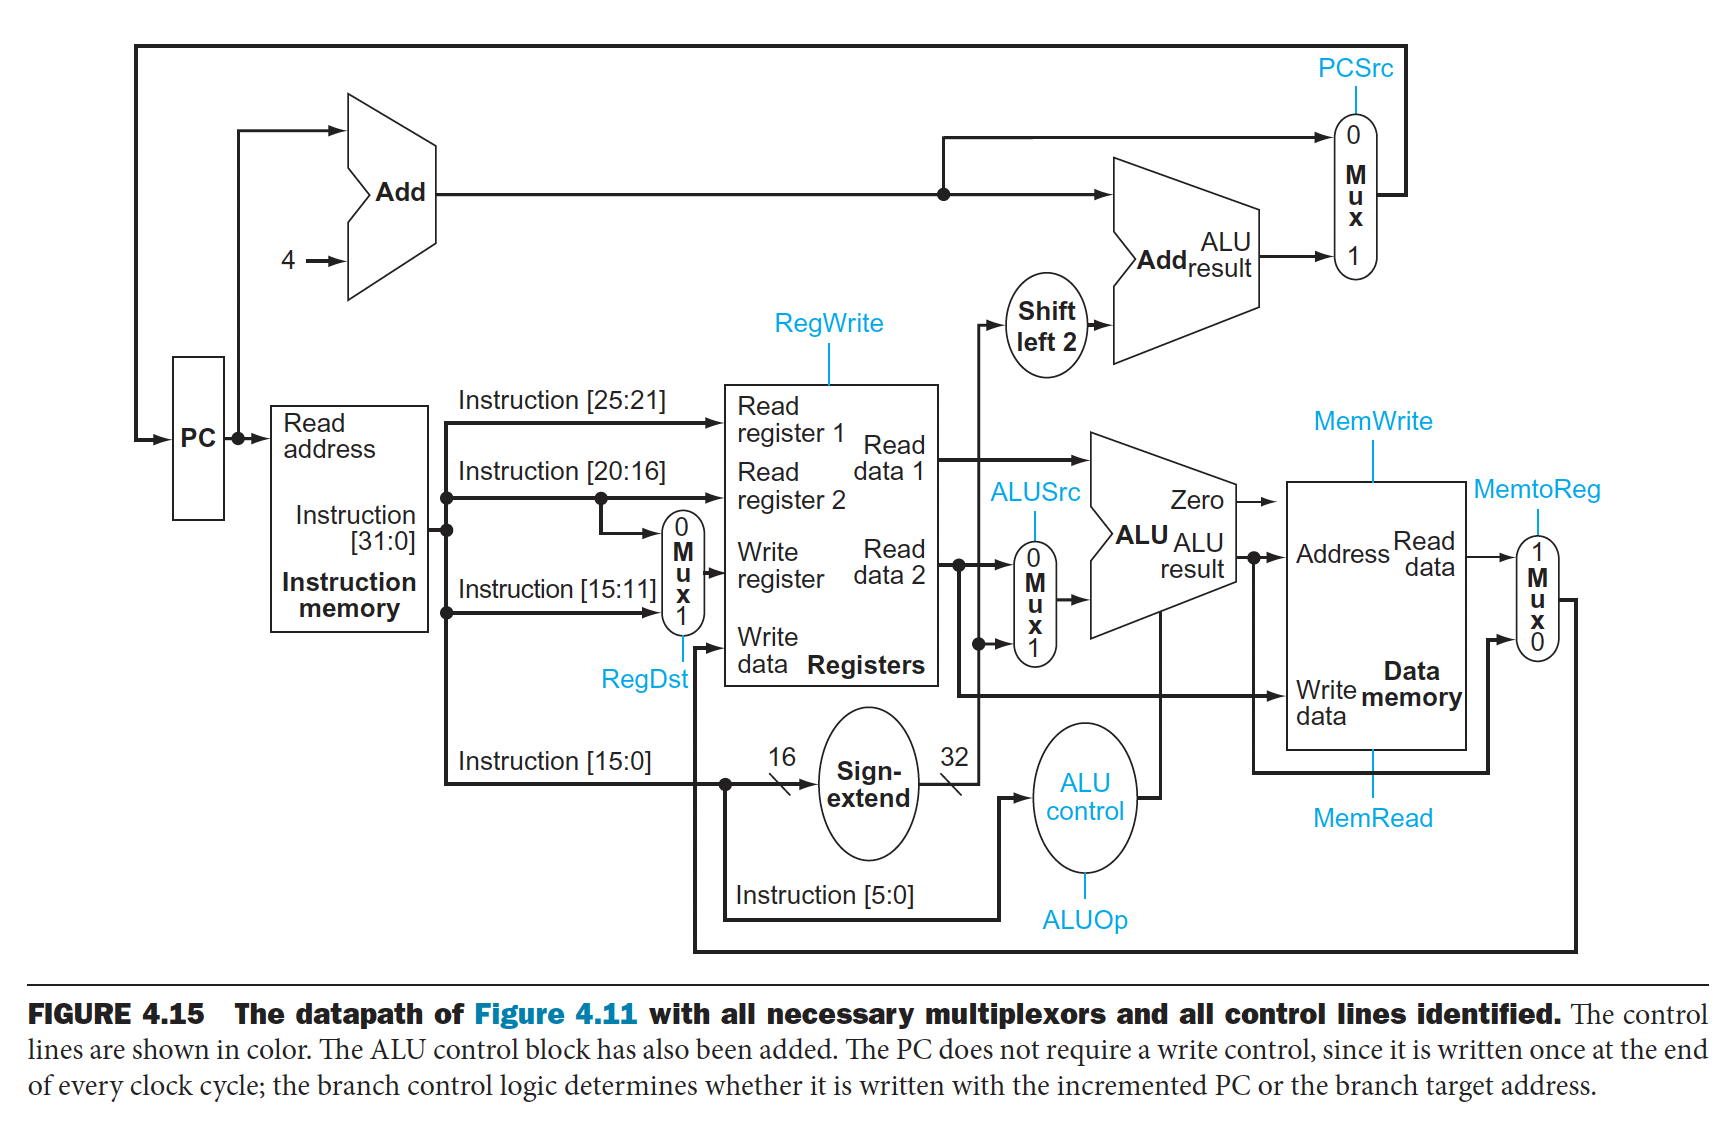 PCSrc
0
M
u
x
1
Add
4
Add
ALU
result
Shift
left 2
RegWrite
PC
Read
address
Instruction
[31:0]
Instruction
memory
Instruction [25:21]
Instruction [20:16]
Instruction [15:11]
0
M
u
x
1
RegDst
Read
register 1
Read
register 2
Write
register
Write
data
Read
data 1
Read
data 2
Registers
ALUSrc
0
M
u
x
1
Zero
ALU
ALU
result
MemWrite
Address
Read
data
Write
data
Data
memory
MemRead
MemtoReg
1
M
u
x
0
Instruction [15:0]
16
Sign-
extend
32
ALU
control
Instruction [5:0]
ALUOp
FIGURE 4.15 The datapath of Figure 4.11 with all necessary multiplexors and all control lines identified. The control
lines are shown in color. The ALU control block has also been added. The PC does not require a write control, since it is written once at the end
of every clock cycle; the branch control logic determines whether it is written with the incremented PC or the branch target address.